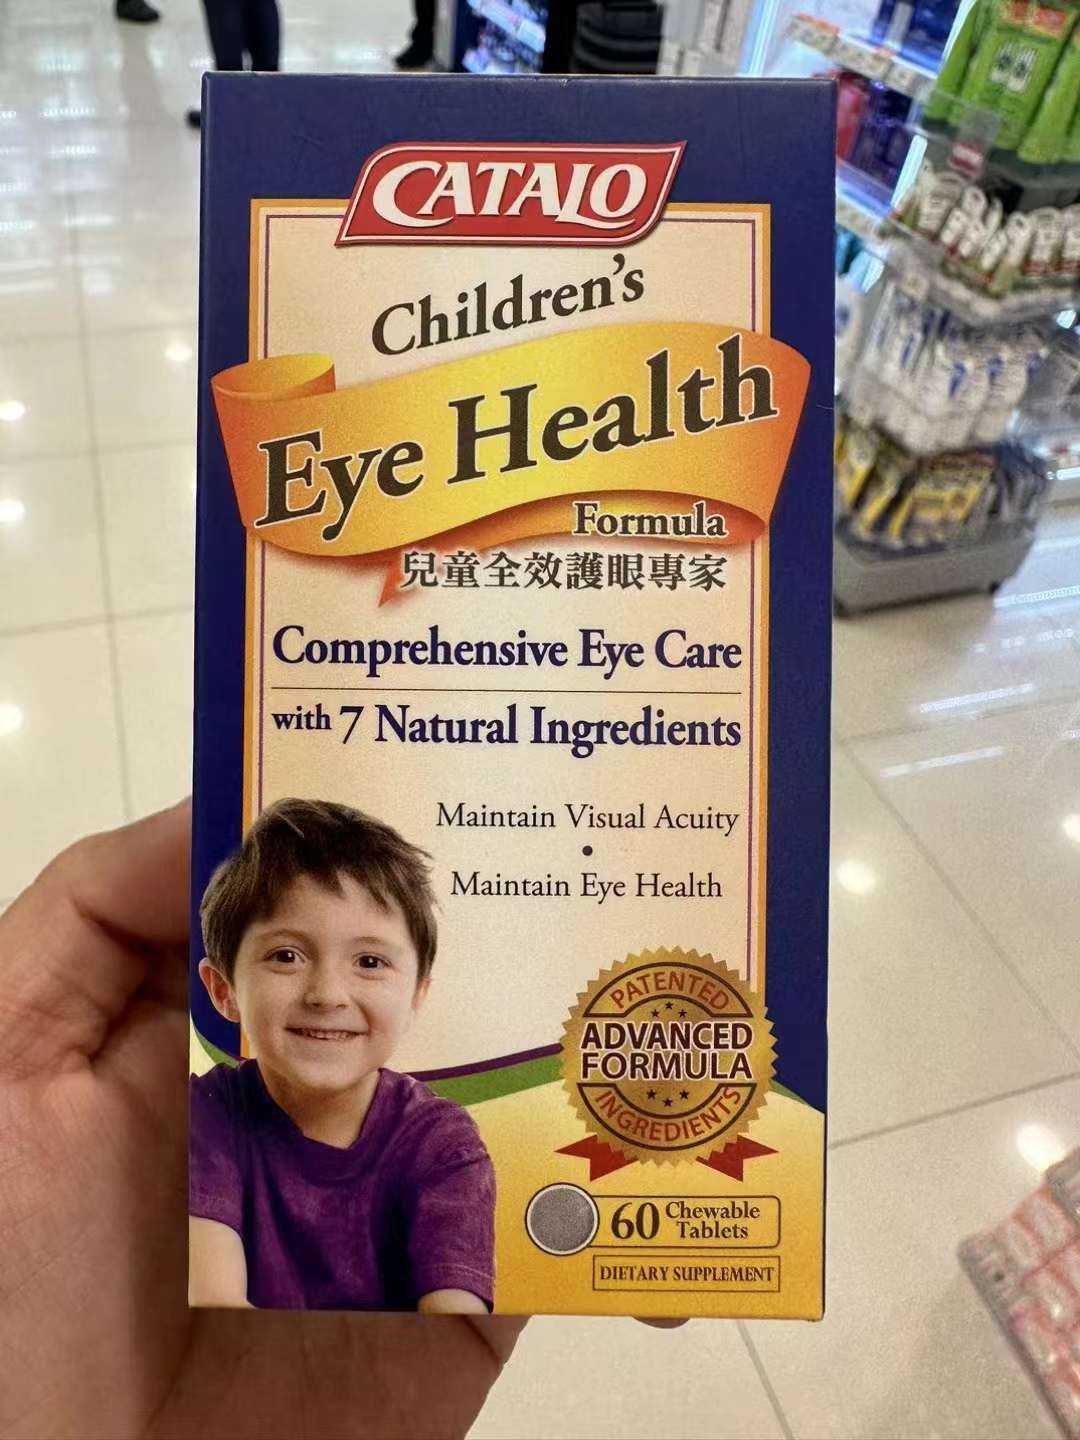 CATALO
Children's
Eye Health
Formula
兒童全效護眼專家
Comprehensive Eye Care
with 7 Natural Ingredients
Maintain Visual Acuity
•
Maintain Eye Health
PATENTED
ADVANCED
FORMULA
INGREDIENTS
60 Chewable
Tablets
DIETARY SUPPLEMENT